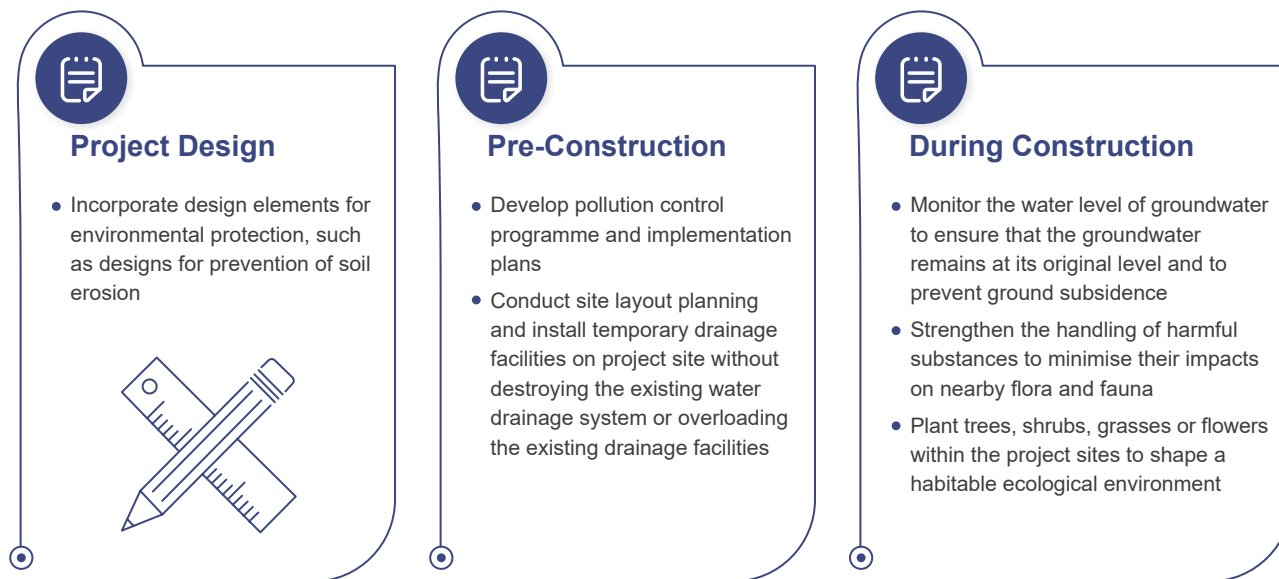 Project Design
Incorporate design elements for
environmental protection, such
as designs for prevention of soil
erosion
Pre-Construction
Develop pollution control
programme and implementation
plans
Conduct site layout planning
and install temporary drainage
facilities on project site without
destroying the existing water
drainage system or overloading
the existing drainage facilities
During Construction
Monitor the water level of groundwater
to ensure that the groundwater
remains at its original level and to
prevent ground subsidence
Strengthen the handling of harmful
substances to minimise their impacts
on nearby flora and fauna
Plant trees, shrubs, grasses or flowers
within the project sites to shape a
habitable ecological environment